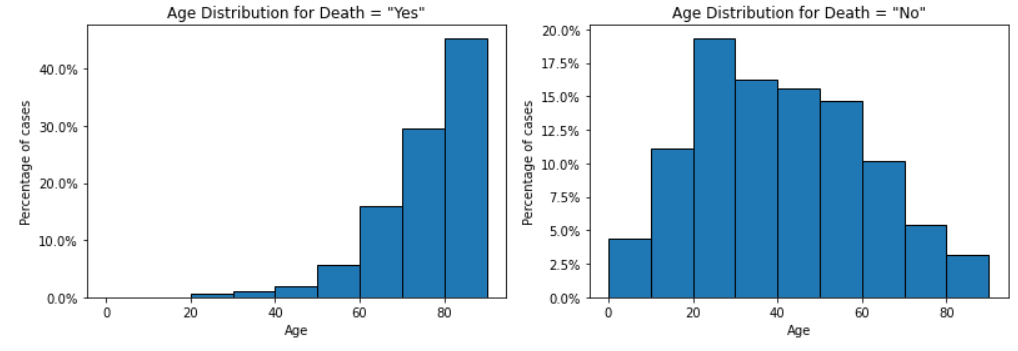 Age Distribution for Death = "Yes"
40.0%
30.0%
20.0%
10.0%
0.0%
Percentage of cases
0 20 40 60 80
Age
Age Distribution for Death = "No"
20.0%
17.5%
15.0%
12.5%
10.0%
7.5%
5.0%
2.5%
0.0%
Percentage of cases
0 20 40 60 80
Age